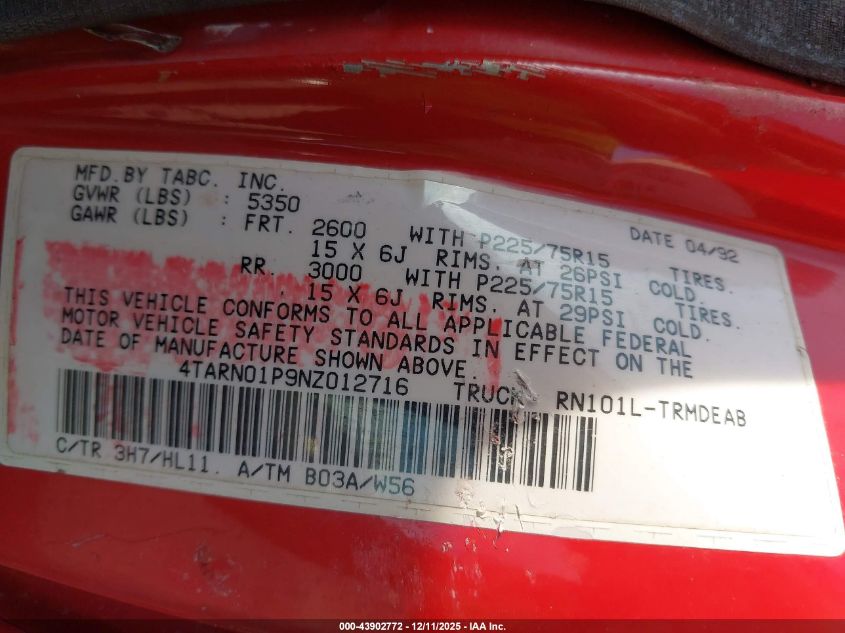 MFD.BY TABC. INC. DATE 04/92
GVWR (LBS) : 5350
GAWR (LBS) : FRT. 2600 WITH P225/75R15 TIRES.
15 X 6J RIMS. AT 26PSI COLD.
RR. 3000 WITH P225/75R15 TIRES.
15 X 6J RIMS. AT 29PSI COLD.
THIS VEHICLE CONFORMS TO ALL APPLICABLE FEDERAL
MOTOR VEHICLE SAFETY STANDARDS IN EFFECT ON THE
DATE OF MANUFACTURE SHOWN ABOVE.
4TARN01P9NZ012716 TRUCK RN101L-TRMDEAB
C/TR 3H7/HL11. A/TM B03A/W56
000-43902772 - 12/11/2025 - IAA Inc.